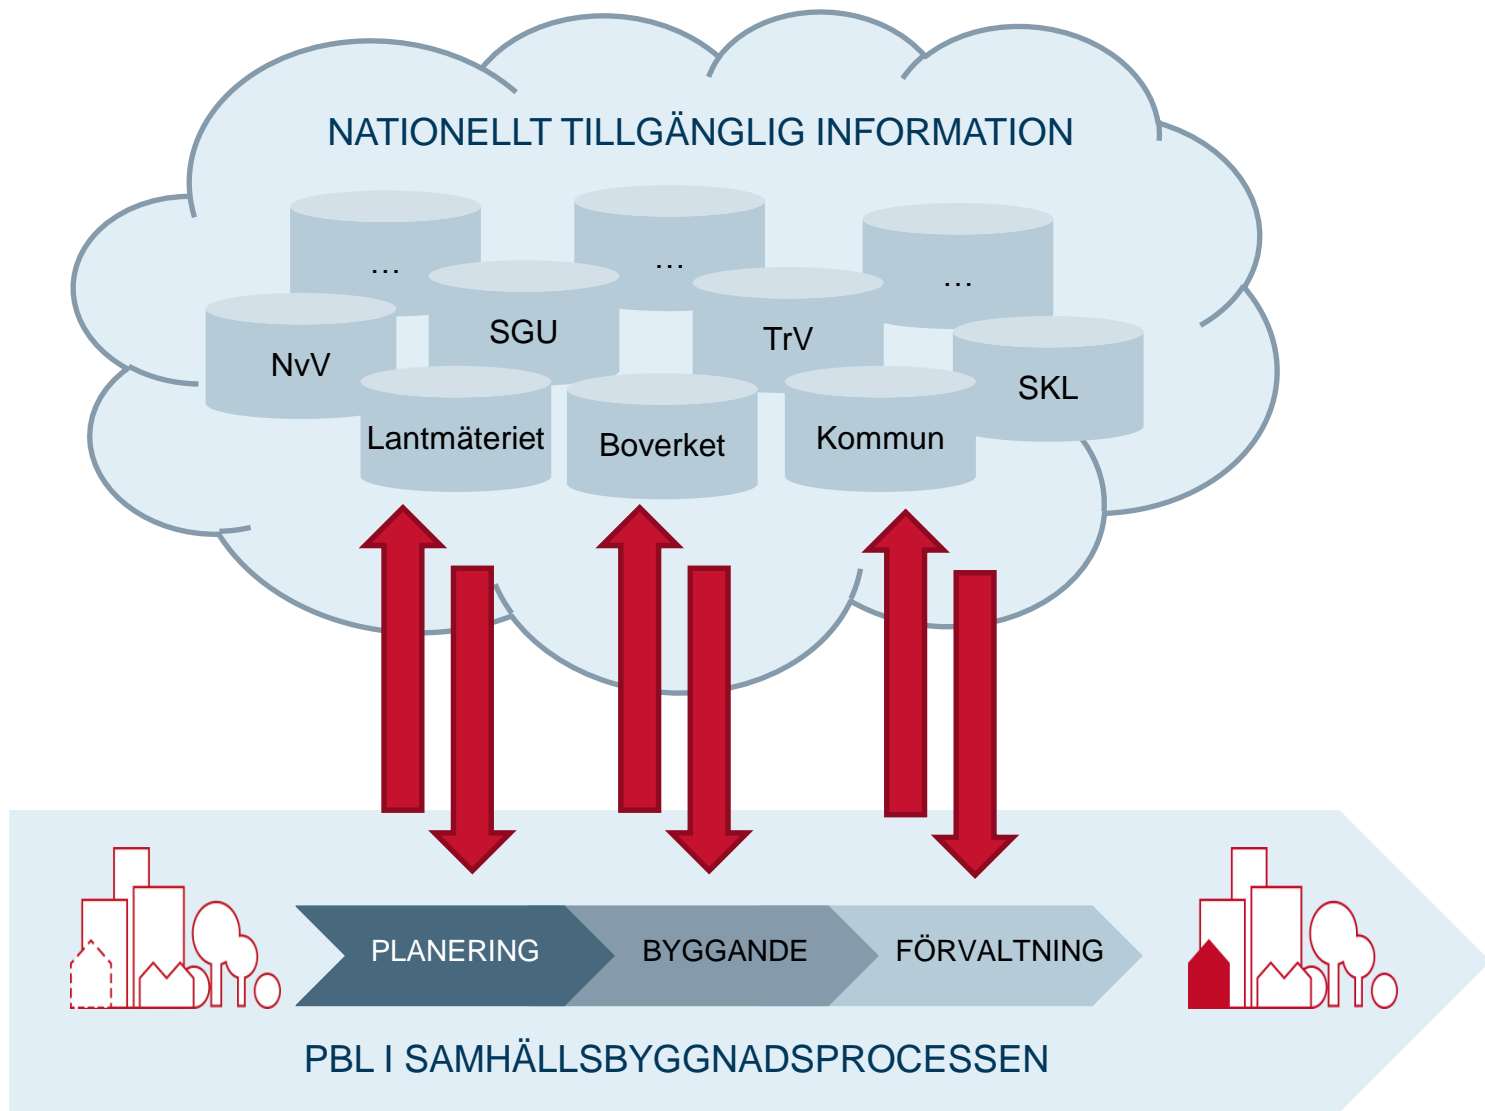 NATIONELLT TILLGÄNGLIG INFORMATION
...
...
...
NvV
SGU
TrV
SKL
Lantmäteriet
Boverket
Kommun
PLANERING
BYGGANDE
FÖRVALTNING
PBL I SAMHÄLLSBYGGNADSPROCESSEN